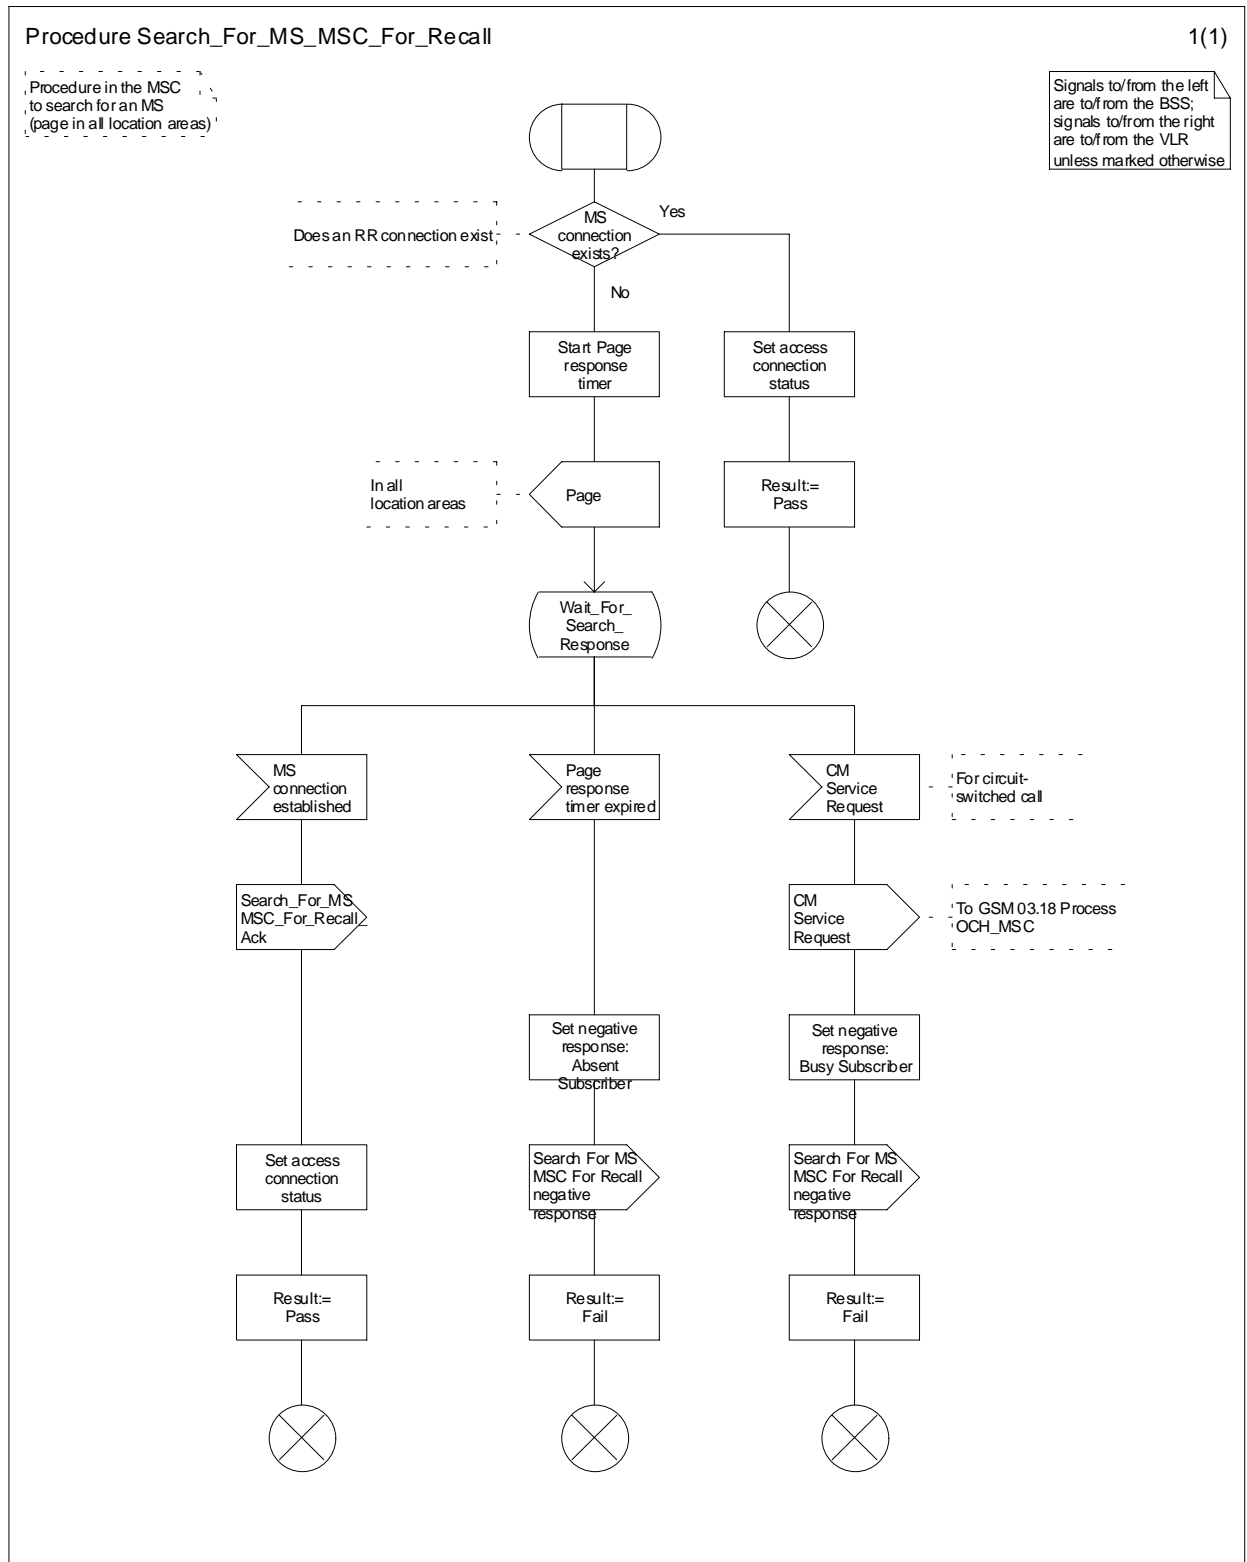 Procedure Search_For_MS_MSC_For_Recall
1(1)
Procedure in the MSC
to search for an MS
(page in all location areas)
Signals to/from the left
are to/from the BSS;
signals to/from the right
are to/from the VLR
unless marked otherwise
MS
connection
exists?
Yes
Does an RR connection exist
No
Start Page
response
timer
Set access
connection
status
In all
location areas
Page
Result:=
Pass
Wait_For_
Search_
Response
MS
connection
established
Page
response
timer expired
CM
Service
Request
For circuit-
switched call
Search_For_MS
MSC_For_Recall_
Ack
CM
Service
Request
To GSM 03.18 Process
OCH_MSC
Set negative
response:
Absent
Subscriber
Set negative
response:
Busy Subscriber
Set access
connection
status
Search For MS
MSC For Recall
negative
response
Search For MS
MSC For Recall
negative
response
Result:=
Pass
Result:=
Fail
Result:=
Fail